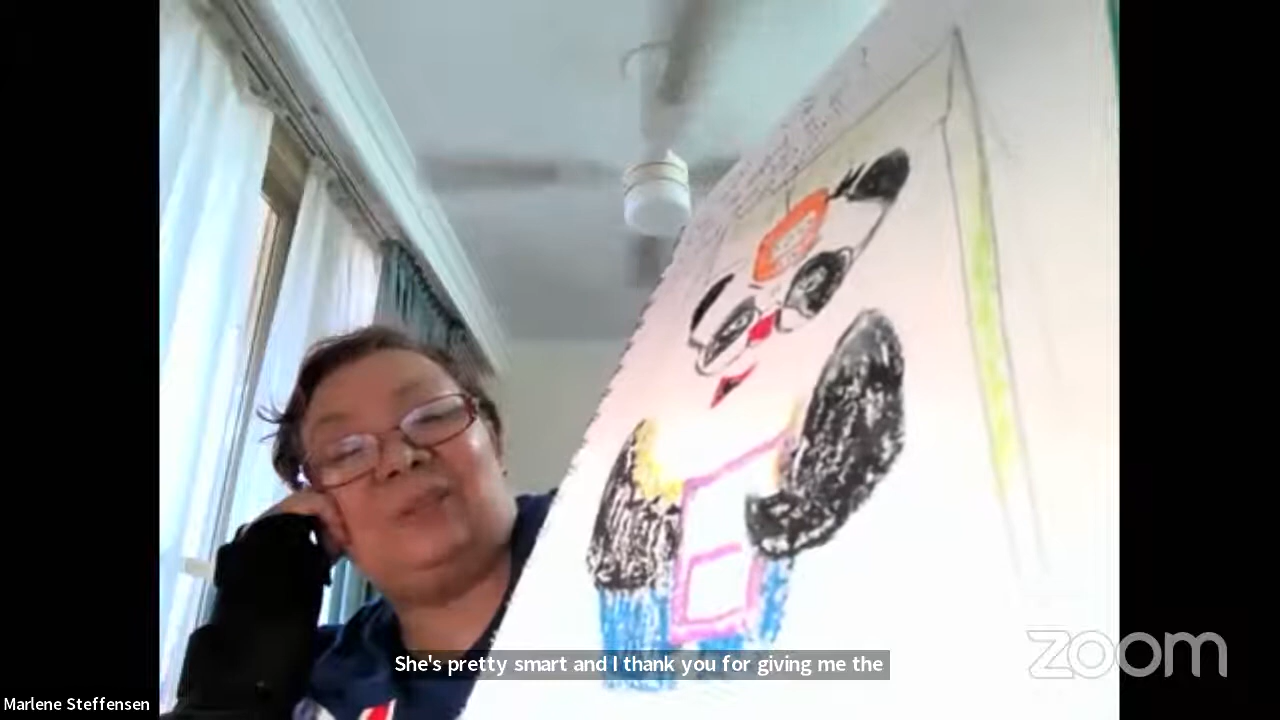 She's pretty smart and I thank you for giving me the
zoom
Marlene Steffensen